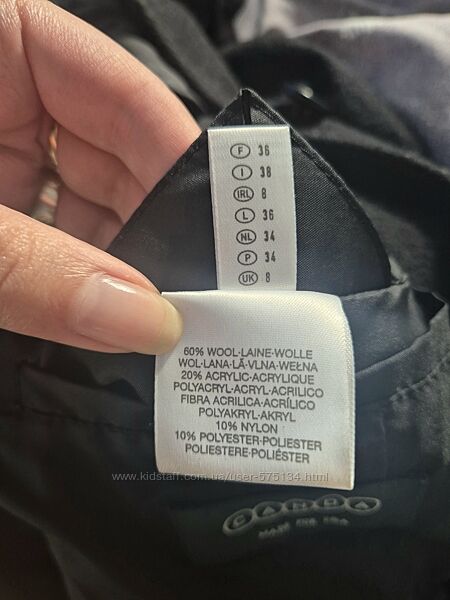 F 36
I 38
IRL 8
L 36
NL 34
P 34
UK 8
60% WOOL·LAINE·WOLLE
WOL·LANA·LÃ·VLNA·WEŁNA
20% ACRYLIC·ACRYLIQUE
POLYACRYL·ACRYL·ACRILICO
FIBRA ACRILICA·ACRÍLICO
POLYAKRYL·AKRYL
10% NYLON
10% POLYESTER·POLIESTER
POLIESTERE·POLIÉSTER
www.kidstaff.com.ua/user-575134.html